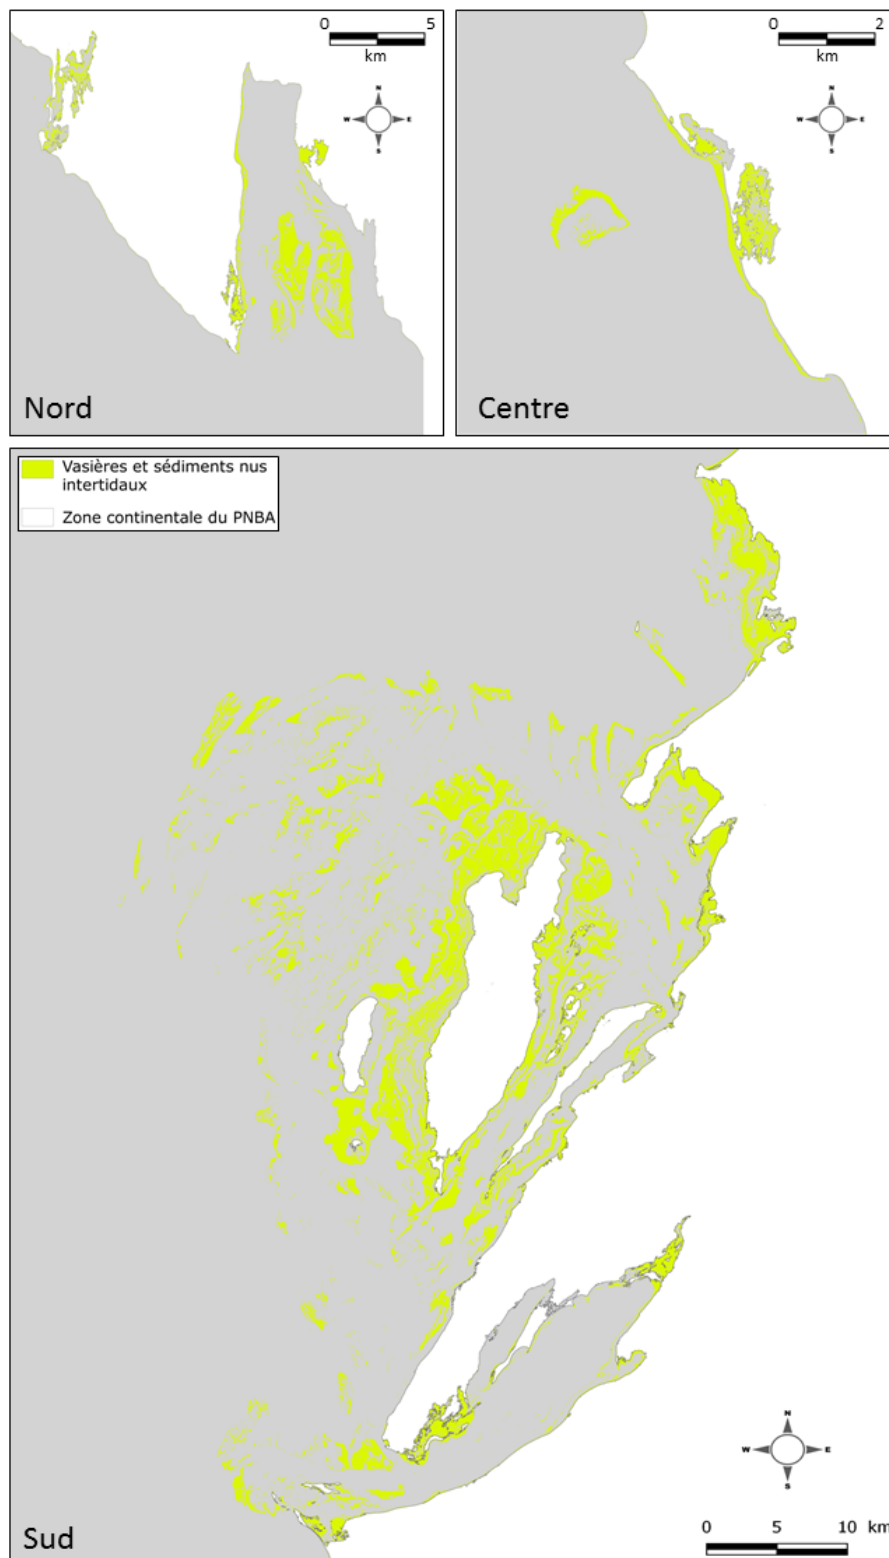 0 5
km
N
W E
S
Nord
0 2
km
N
W E
S
Centre
Vasières et sédiments nus
intertidaux
Zone continentale du PNBA
N
W E
S
Sud
0 5 10 km